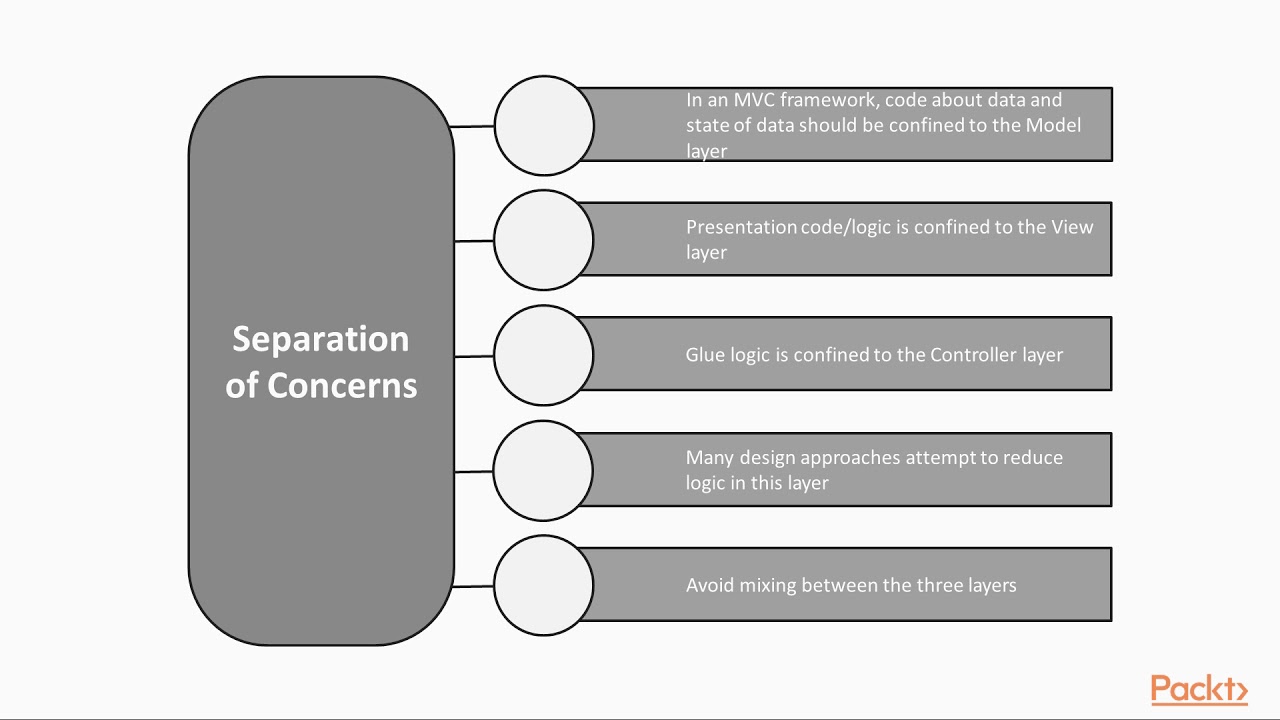 Separation
of Concerns
In an MVC framework, code about data and
state of data should be confined to the Model
layer
Presentation code/logic is confined to the View
layer
Glue logic is confined to the Controller layer
Many design approaches attempt to reduce
logic in this layer
Avoid mixing between the three layers
Packt>